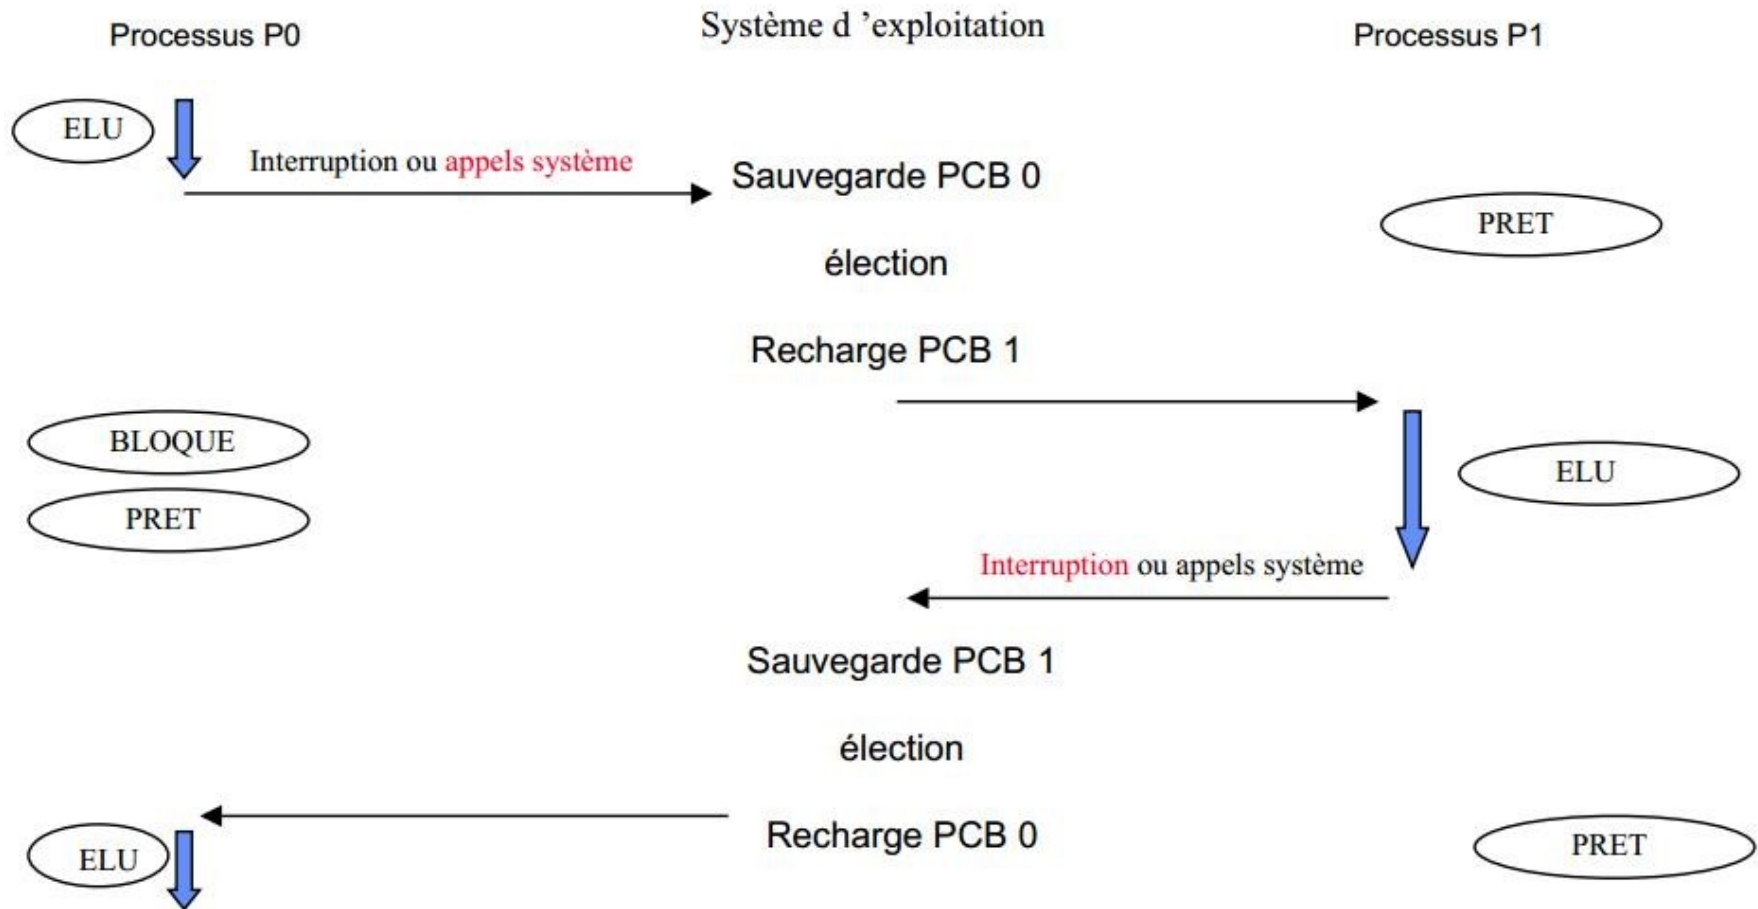 Processus P0
Système d ’exploitation
Processus P1
ELU
Interruption ou appels système
Sauvegarde PCB 0
PRET
élection
Recharge PCB 1
BLOQUE
ELU
PRET
Interruption ou appels système
Sauvegarde PCB 1
élection
Recharge PCB 0
ELU
PRET